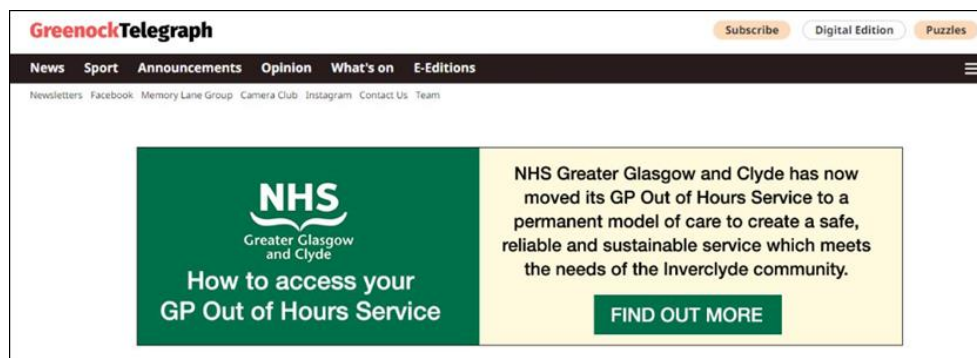 GreenockTelegraph
Subscribe Digital Edition Puzzles
News Sport Announcements Opinion What's on E-Editions
Newsletters Facebook Memory Lane Group Camera Club Instagram Contact Us Team
NHS
Greater Glasgow
and Clyde
How to access your
GP Out of Hours Service
NHS Greater Glasgow and Clyde has now
moved its GP Out of Hours Service to a
permanent model of care to create a safe,
reliable and sustainable service which meets
the needs of the Inverclyde community.
FIND OUT MORE